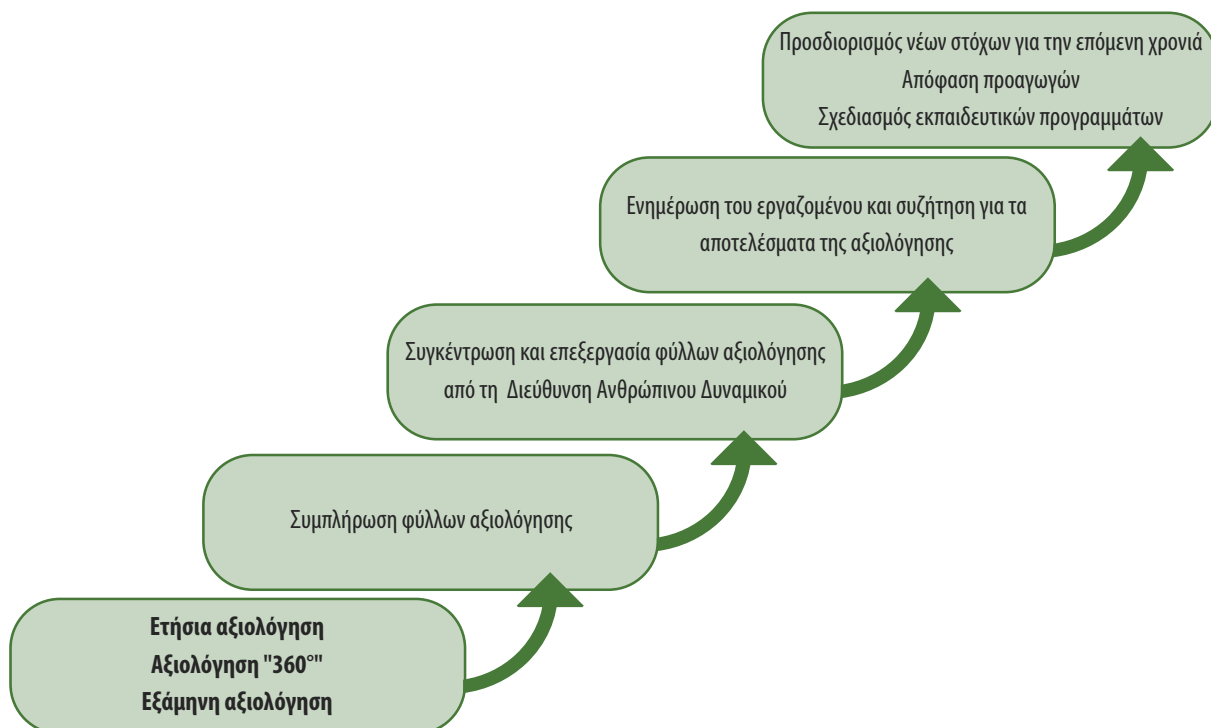 Προσδιορισμός νέων στόχων για την επόμενη χρονιά
Απόφαση προαγωγών
Σχεδιασμός εκπαιδευτικών προγραμμάτων
Ενημέρωση του εργαζομένου και συζήτηση για τα
αποτελέσματα της αξιολόγησης
Συγκέντρωση και επεξεργασία φύλλων αξιολόγησης
από τη Διεύθυνση Ανθρώπινου Δυναμικού
Συμπλήρωση φύλλων αξιολόγησης
Ετήσια αξιολόγηση
Αξιολόγηση "360°"
Εξάμηνη αξιολόγηση